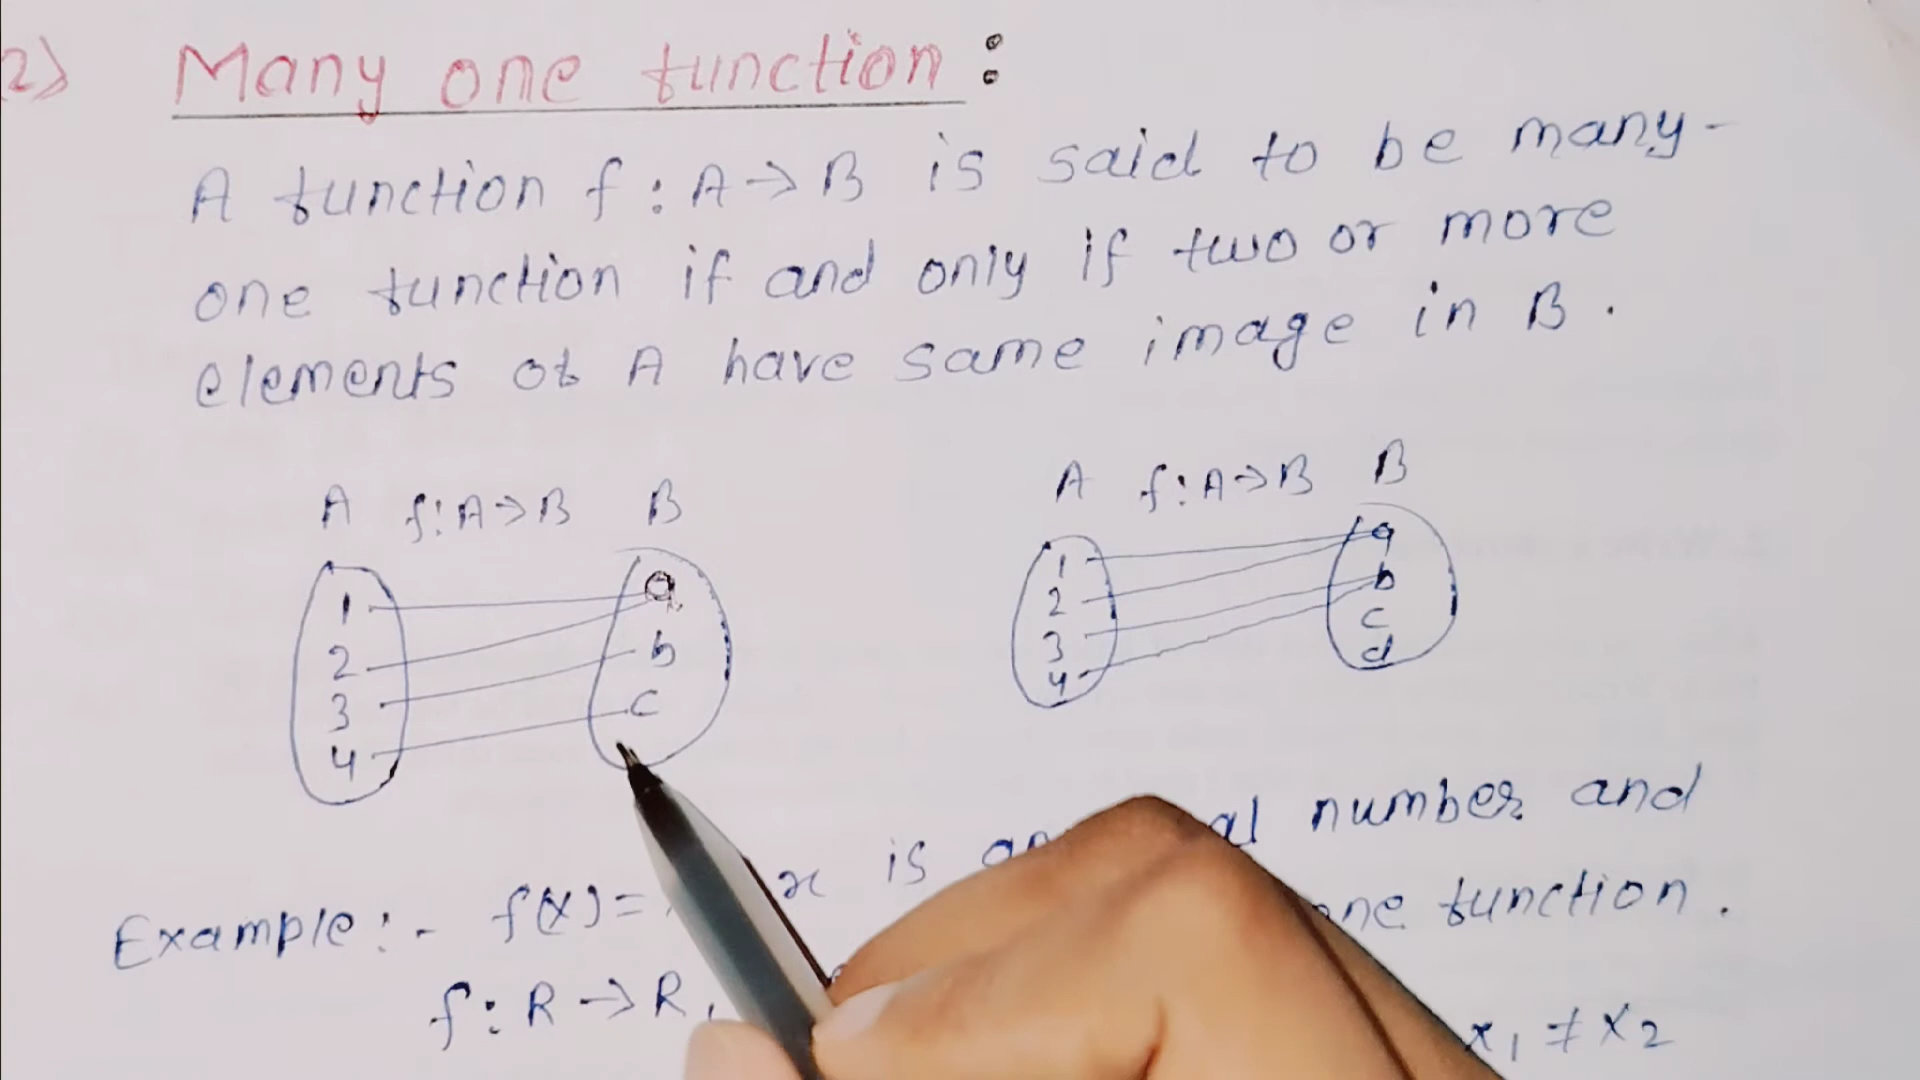 2) Many one function :
A function f : A → B is said to be many-
one function if and only if two or more
elements of A have same image in B .
A f : A → B B
1 a
2 b
3 c
4
A f : A → B B
1 a
2 b
3 c
4 d
Example : - f(x) = x is number and
one function .
f : R → R , x₁ ≠ x₂